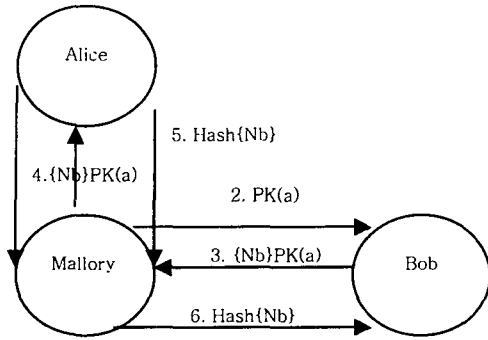 Alice
5. Hash{Nb}
4.{Nb}PK(a)
2. PK(a)
Mallory
3. {Nb}PK(a)
Bob
6. Hash{Nb}